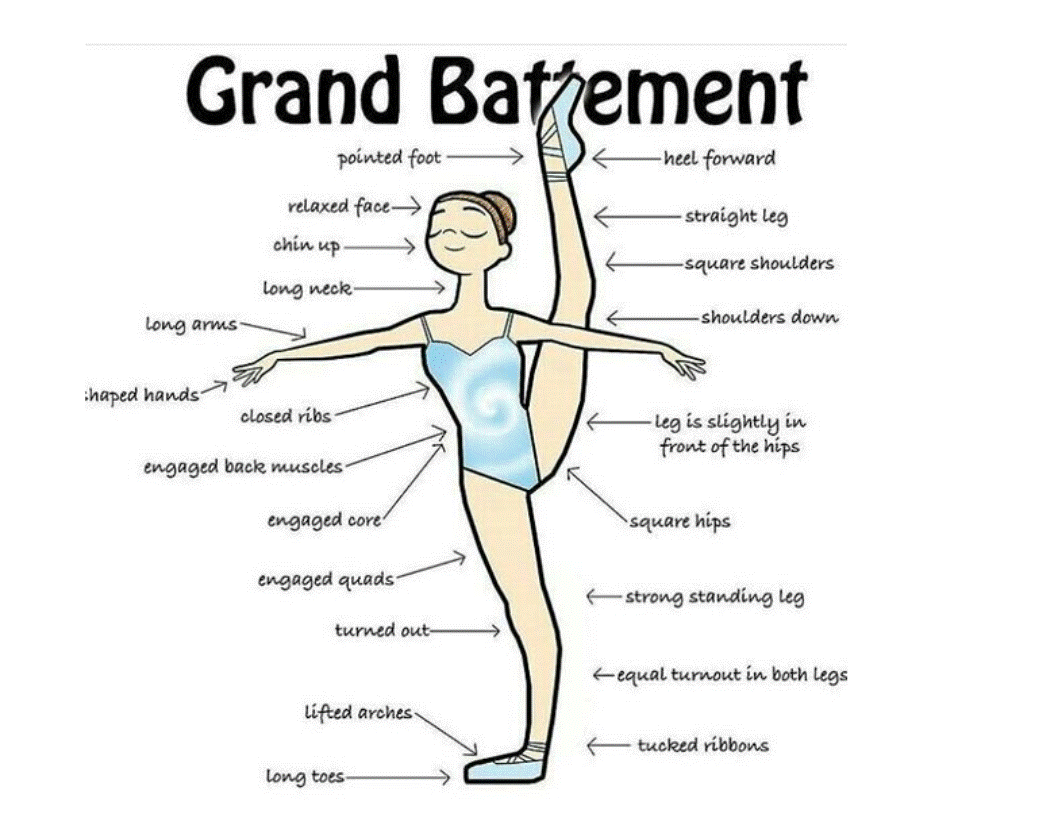 Grand Battement
pointed foot
heel forward
relaxed face
straight leg
chin up
square shoulders
long neck
shoulders down
long arms
shaped hands
closed ribs
leg is slightly in
front of the hips
engaged back muscles
engaged core
square hips
engaged quads
strong standing leg
turned out
equal turnout in both legs
lifted arches
tucked ribbons
long toes